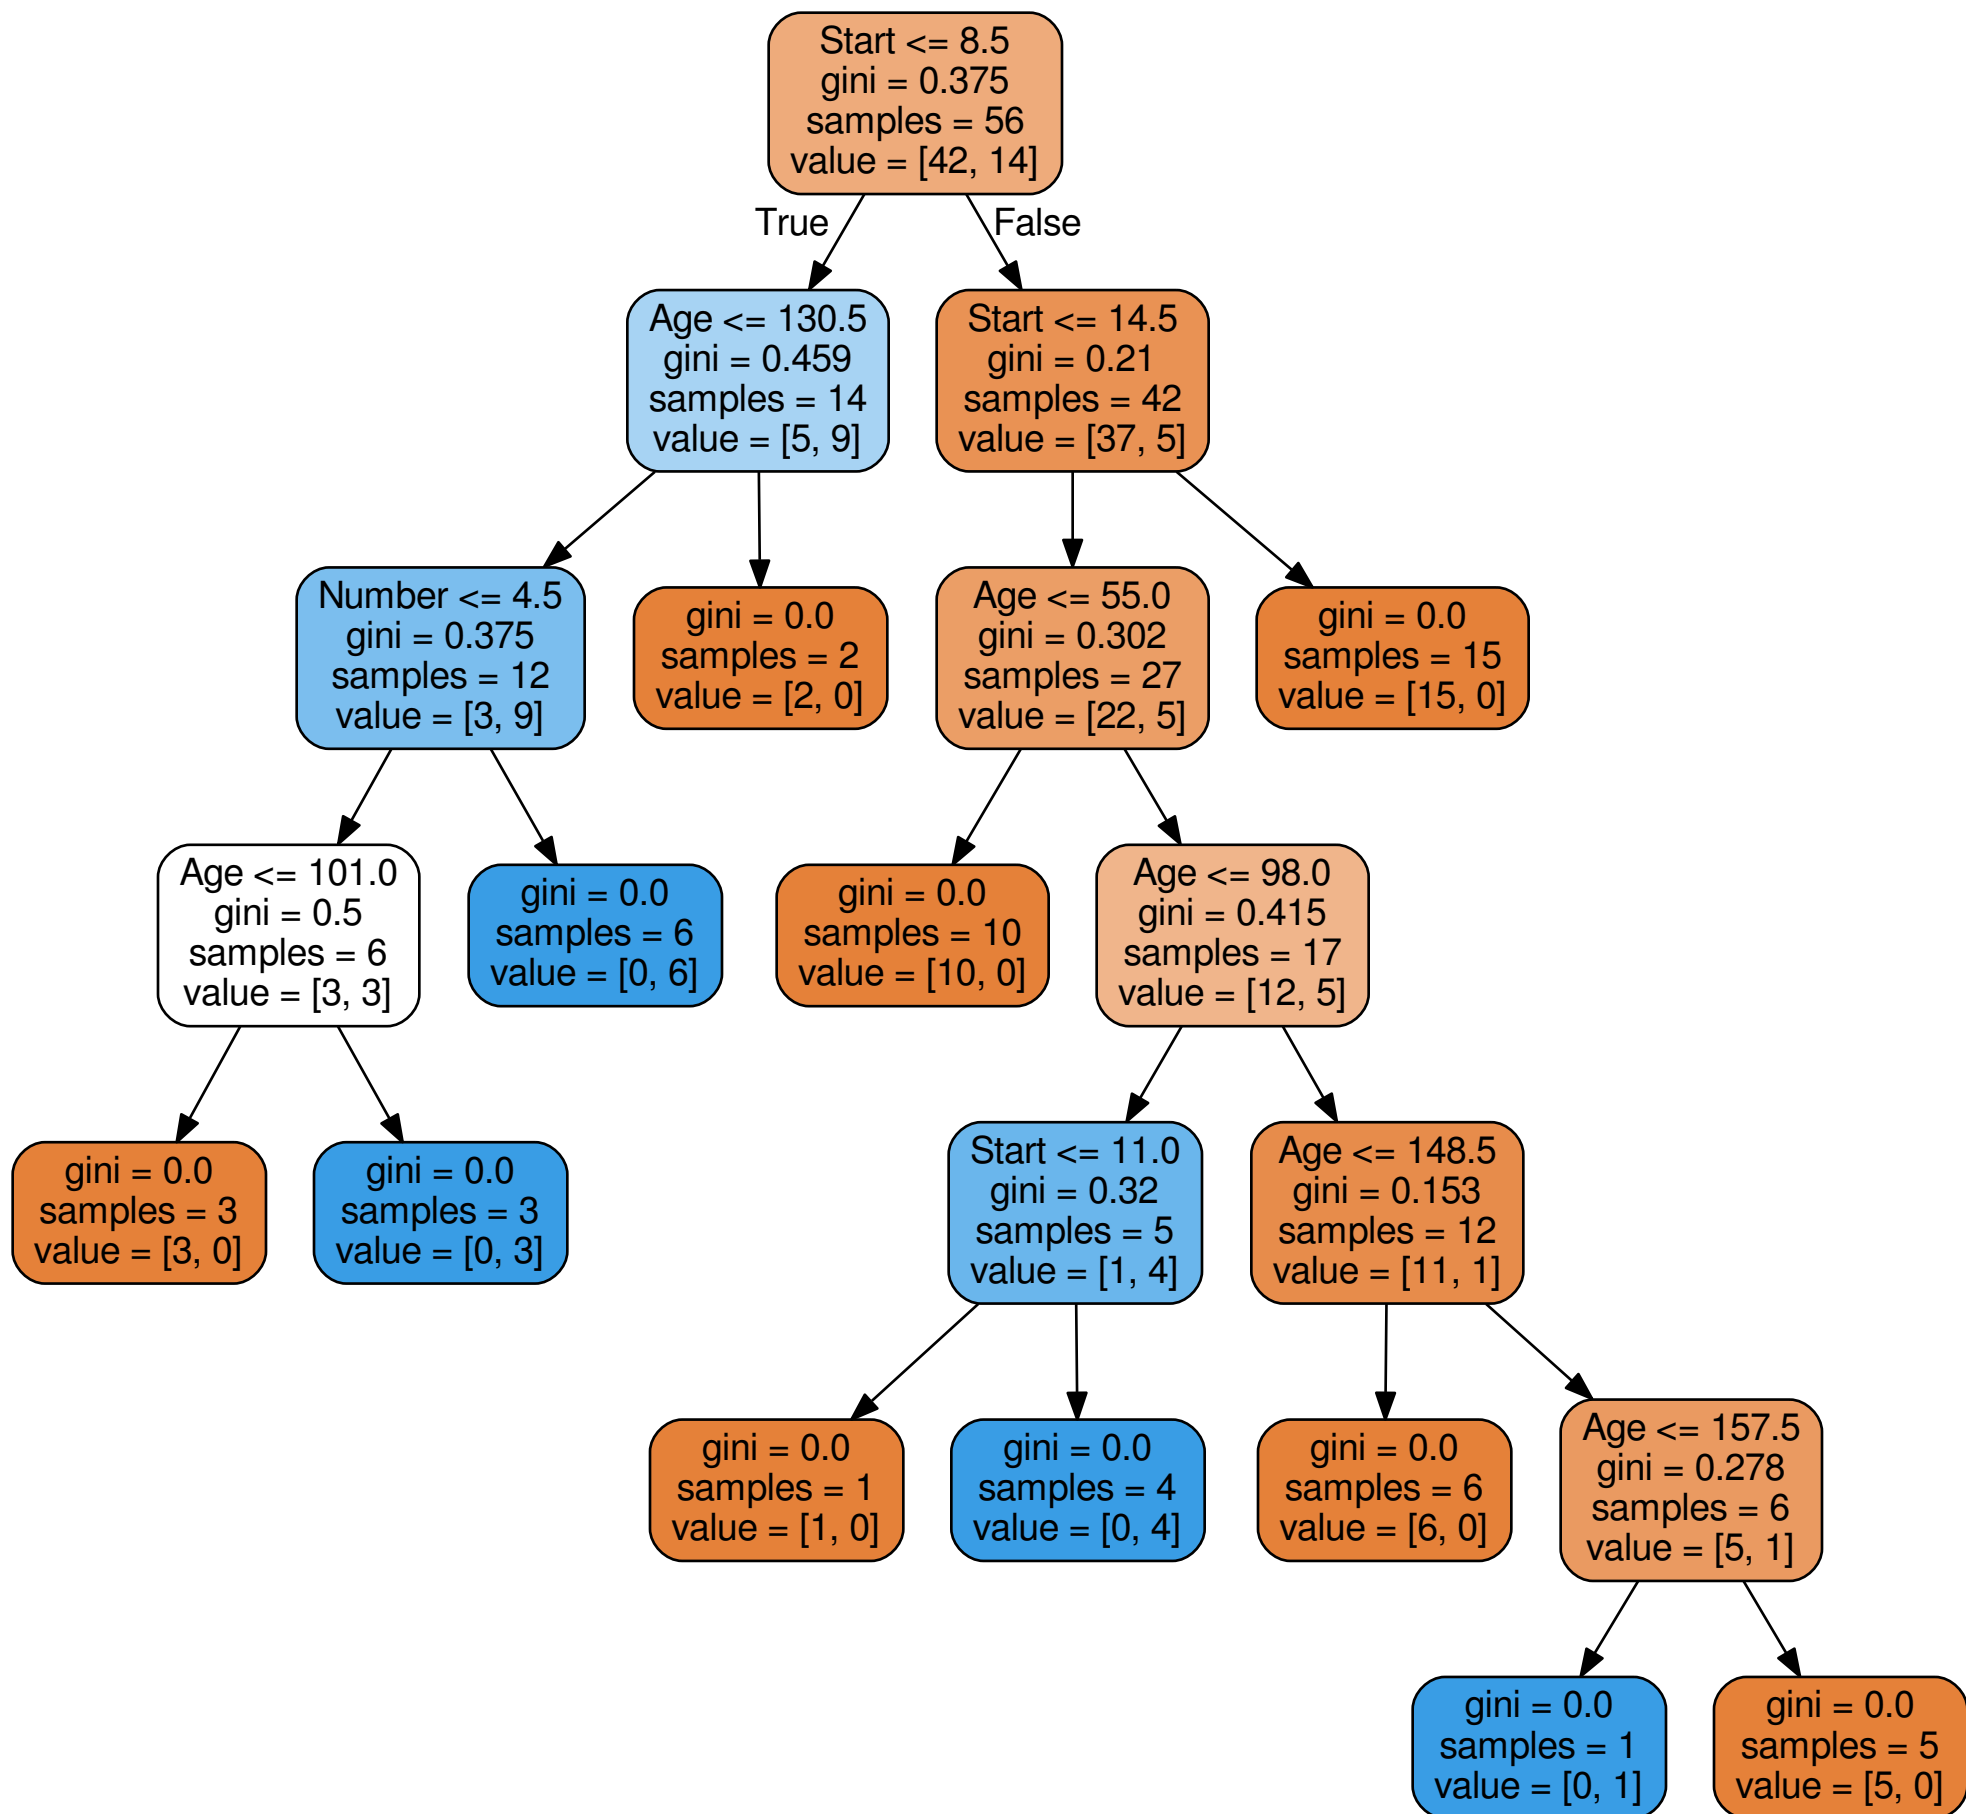 Start <= 8.5
gini = 0.375
samples = 56
value = [42, 14]
True
False
Age <= 130.5
gini = 0.459
samples = 14
value = [5, 9]
Start <= 14.5
gini = 0.21
samples = 42
value = [37, 5]
Number <= 4.5
gini = 0.375
samples = 12
value = [3, 9]
gini = 0.0
samples = 2
value = [2, 0]
Age <= 55.0
gini = 0.302
samples = 27
value = [22, 5]
gini = 0.0
samples = 15
value = [15, 0]
Age <= 101.0
gini = 0.5
samples = 6
value = [3, 3]
gini = 0.0
samples = 6
value = [0, 6]
gini = 0.0
samples = 10
value = [10, 0]
Age <= 98.0
gini = 0.415
samples = 17
value = [12, 5]
gini = 0.0
samples = 3
value = [3, 0]
gini = 0.0
samples = 3
value = [0, 3]
Start <= 11.0
gini = 0.32
samples = 5
value = [1, 4]
Age <= 148.5
gini = 0.153
samples = 12
value = [11, 1]
gini = 0.0
samples = 1
value = [1, 0]
gini = 0.0
samples = 4
value = [0, 4]
gini = 0.0
samples = 6
value = [6, 0]
Age <= 157.5
gini = 0.278
samples = 6
value = [5, 1]
gini = 0.0
samples = 1
value = [0, 1]
gini = 0.0
samples = 5
value = [5, 0]